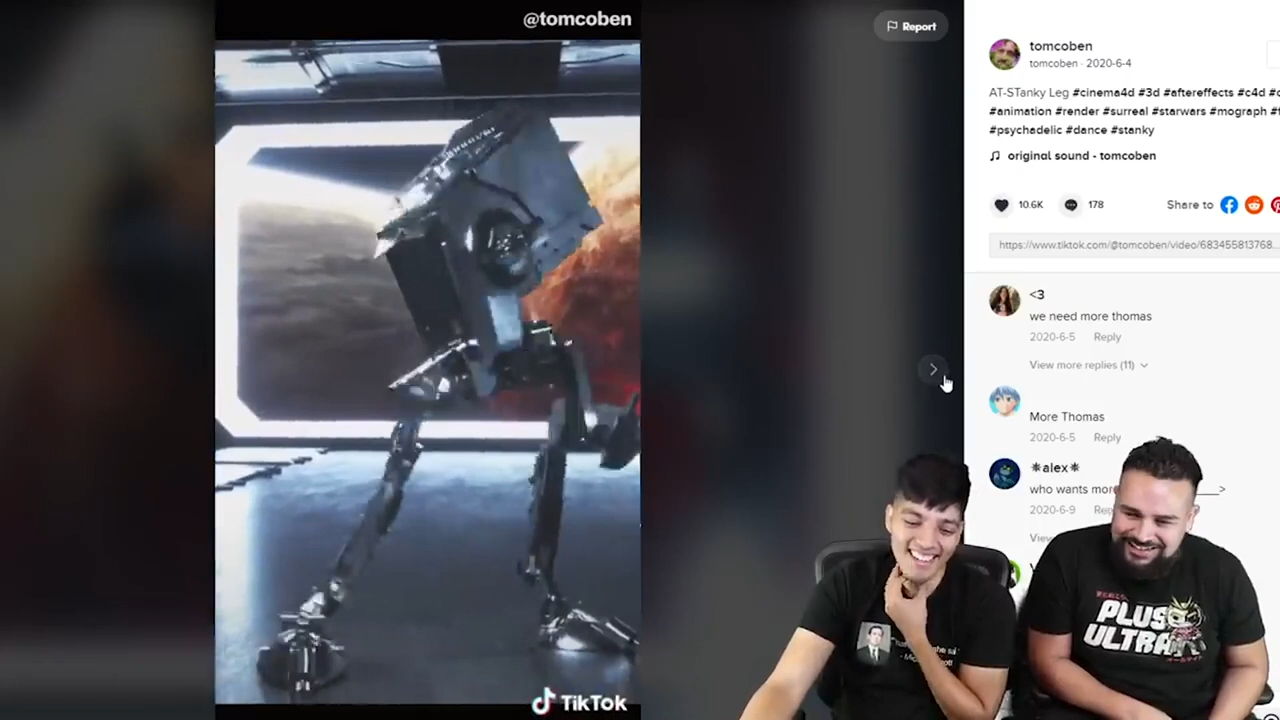 @tomcoben
Report
tomcoben
tomcoben · 2020-6-4
AT-STanky Leg #cinema4d #3d #aftereffects #c4d
#animation #render #surreal #starwars #mograph
#psychadelic #dance #stanky
original sound - tomcoben
10.6K
178
Share to
https://www.tiktok.com/@tomcoben/video/683455813768...
<3
we need more thomas
2020-6-5 Reply
View more replies (11)
More Thomas
2020-6-5 Reply
✳alex✳
who wants mor
2020-6-9
PLUS
ULTRA
TikTok